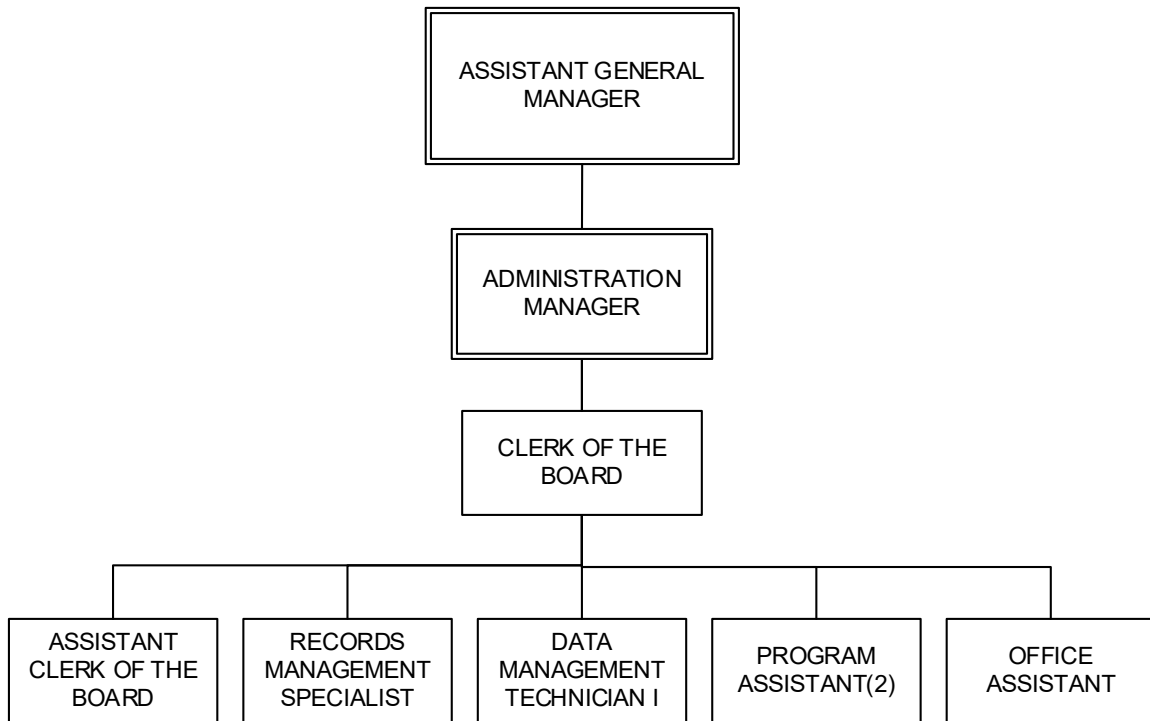 ASSISTANT GENERAL
MANAGER
ADMINISTRATION
MANAGER
CLERK OF THE
BOARD
ASSISTANT
CLERK OF THE
BOARD
RECORDS
MANAGEMENT
SPECIALIST
DATA
MANAGEMENT
TECHNICIAN I
PROGRAM
ASSISTANT(2)
OFFICE
ASSISTANT